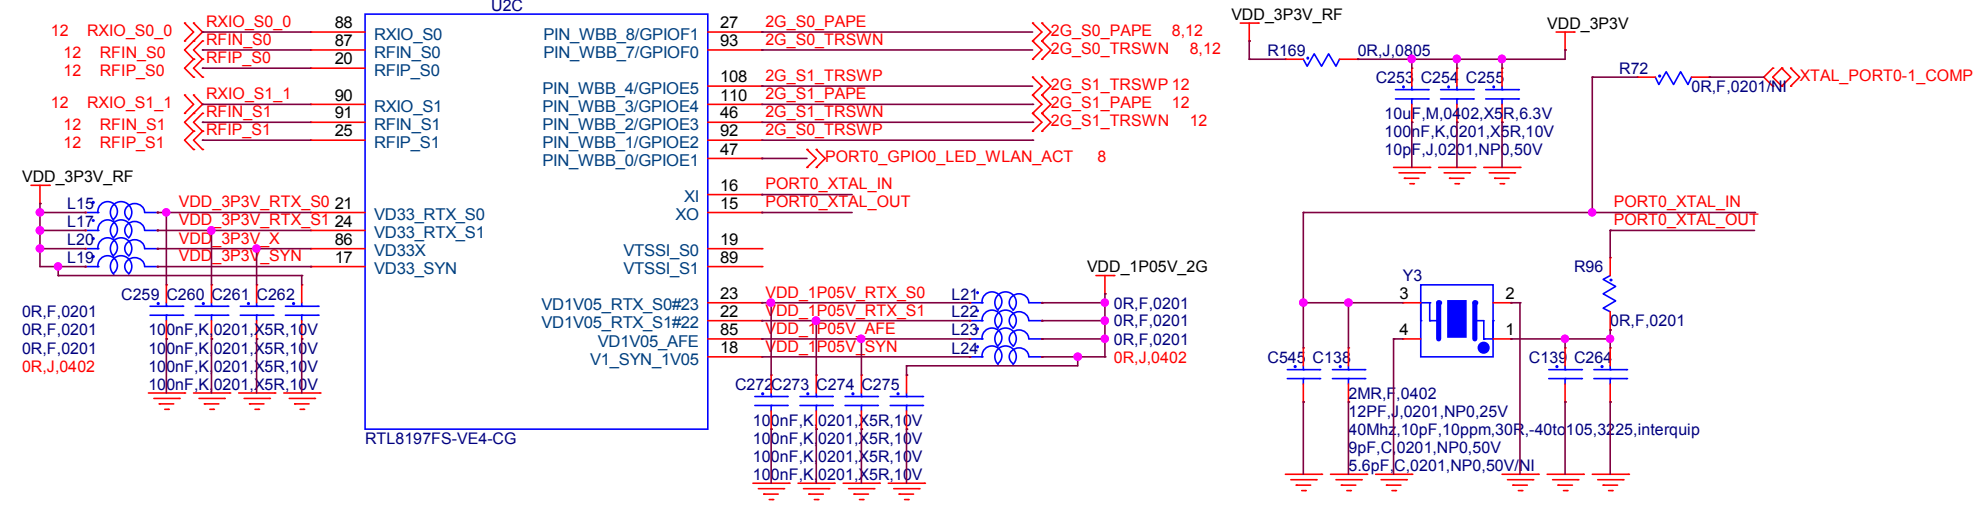 U2C
12 RXIO_S0_0 RXIO_S0_0 88 RXIO_S0
12 RFIN_S0 RFIN_S0 87 RFIN_S0
12 RFIP_S0 RFIP_S0 20 RFIP_S0
12 RXIO_S1_1 RXIO_S1_1 90 RXIO_S1
12 RFIN_S1 RFIN_S1 91 RFIN_S1
12 RFIP_S1 RFIP_S1 25 RFIP_S1
VDD_3P3V_RF
L15 VDD_3P3V_RTX_S0 21 VD33_RTX_S0
L17 VDD_3P3V_RTX_S1 24 VD33_RTX_S1
L20 VDD_3P3V_X 86 VD33X
L19 VDD_3P3V_SYN 17 VD33_SYN
C259 C260 C261 C262
0R,F,0201
0R,F,0201
0R,F,0201
0R,J,0402
100nF,K,0201,X5R,10V
100nF,K,0201,X5R,10V
100nF,K,0201,X5R,10V
100nF,K,0201,X5R,10V
RTL8197FS-VE4-CG
PIN_WBB_8/GPIOF1 27 2G_S0_PAPE 2G_S0_PAPE 8,12
PIN_WBB_7/GPIOF0 93 2G_S0_TRSWN 2G_S0_TRSWN 8,12
PIN_WBB_4/GPIOE5 108 2G_S1_TRSWP 2G_S1_TRSWP 12
PIN_WBB_3/GPIOE4 110 2G_S1_PAPE 2G_S1_PAPE 12
PIN_WBB_2/GPIOE3 46 2G_S1_TRSWN 2G_S1_TRSWN 12
PIN_WBB_1/GPIOE2 92 2G_S0_TRSWP
PIN_WBB_0/GPIOE1 47 PORT0_GPIO0_LED_WLAN_ACT 8
XI 16 PORT0_XTAL_IN
XO 15 PORT0_XTAL_OUT
VTSSI_S0 19
VTSSI_S1 89
VDD_1P05V_2G
VD1V05_RTX_S0#23 23 VDD_1P05V_RTX_S0 L21 0R,F,0201
VD1V05_RTX_S1#22 22 VDD_1P05V_RTX_S1 L22 0R,F,0201
VD1V05_AFE 85 VDD_1P05V_AFE L23 0R,F,0201
V1_SYN_1V05 18 VDD_1P05V_SYN L24 0R,J,0402
C272 C273 C274 C275
100nF,K,0201,X5R,10V
100nF,K,0201,X5R,10V
100nF,K,0201,X5R,10V
100nF,K,0201,X5R,10V
VDD_3P3V_RF
VDD_3P3V
R169 0R,J,0805
C253 C254 C255
10uF,M,0402,X5R,6.3V
100nF,K,0201,X5R,10V
10pF,J,0201,NP0,50V
R72 XTAL_PORT0-1_COMP
0R,F,0201/NI
PORT0_XTAL_IN
PORT0_XTAL_OUT
R96
0R,F,0201
Y3
3 2
4 1
C545 C138 C139 C264
2MR,F,0402
12PF,J,0201,NP0,25V
40Mhz,10pF,10ppm,30R,-40to105,3225,interquip
9pF,C,0201,NP0,50V
5.6pF,C,0201,NP0,50V/NI